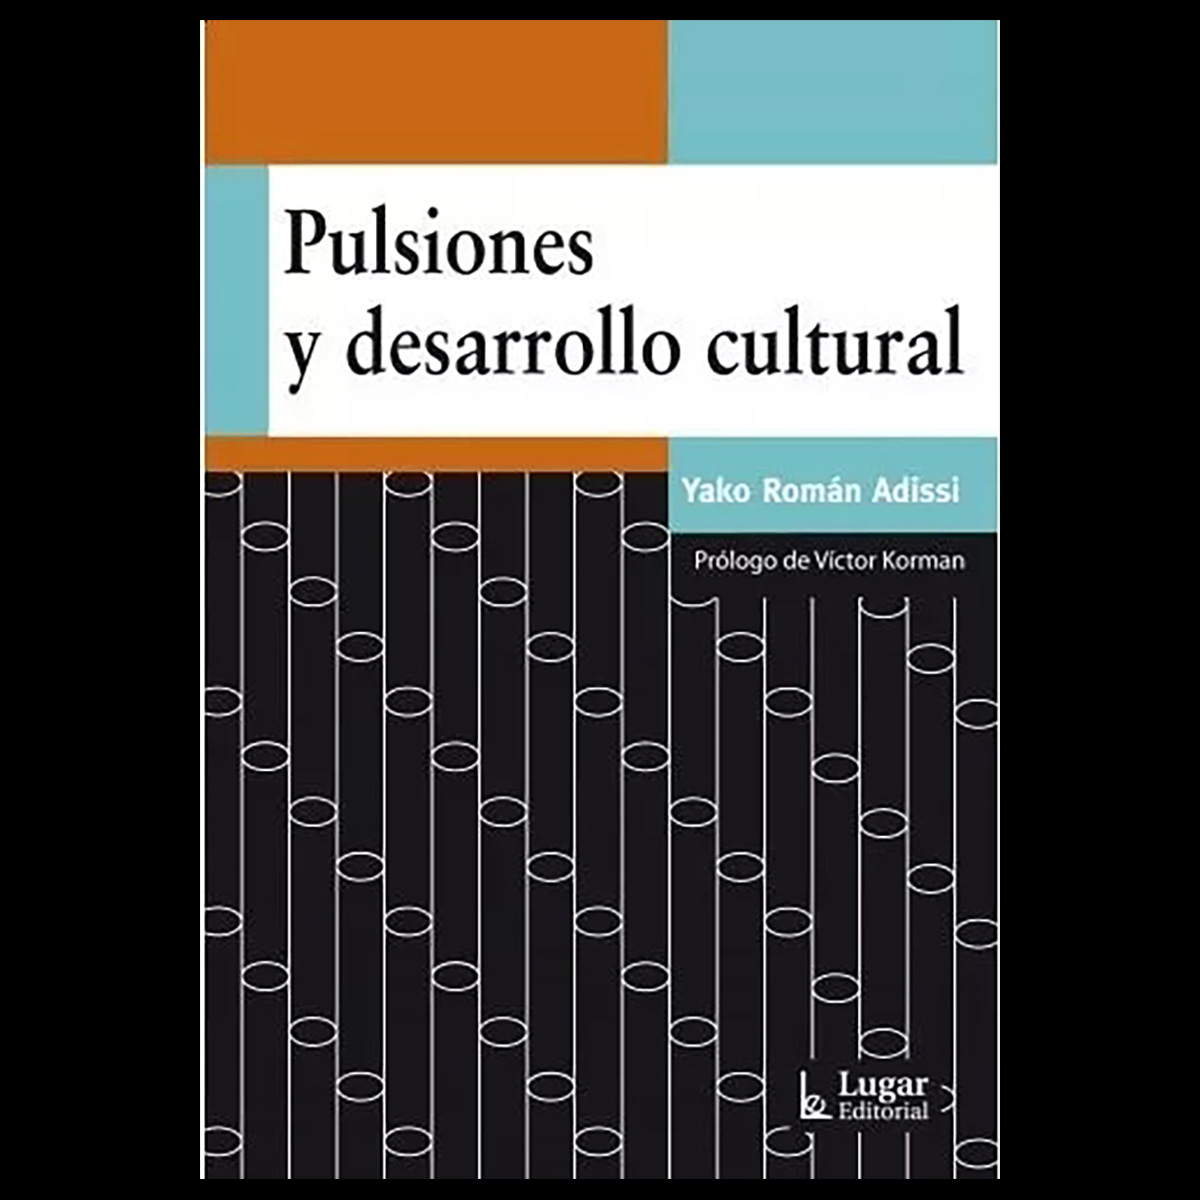 Pulsiones
y desarrollo cultural
Yako Román Adissi
Prólogo de Víctor Korman
Lugar
Editorial